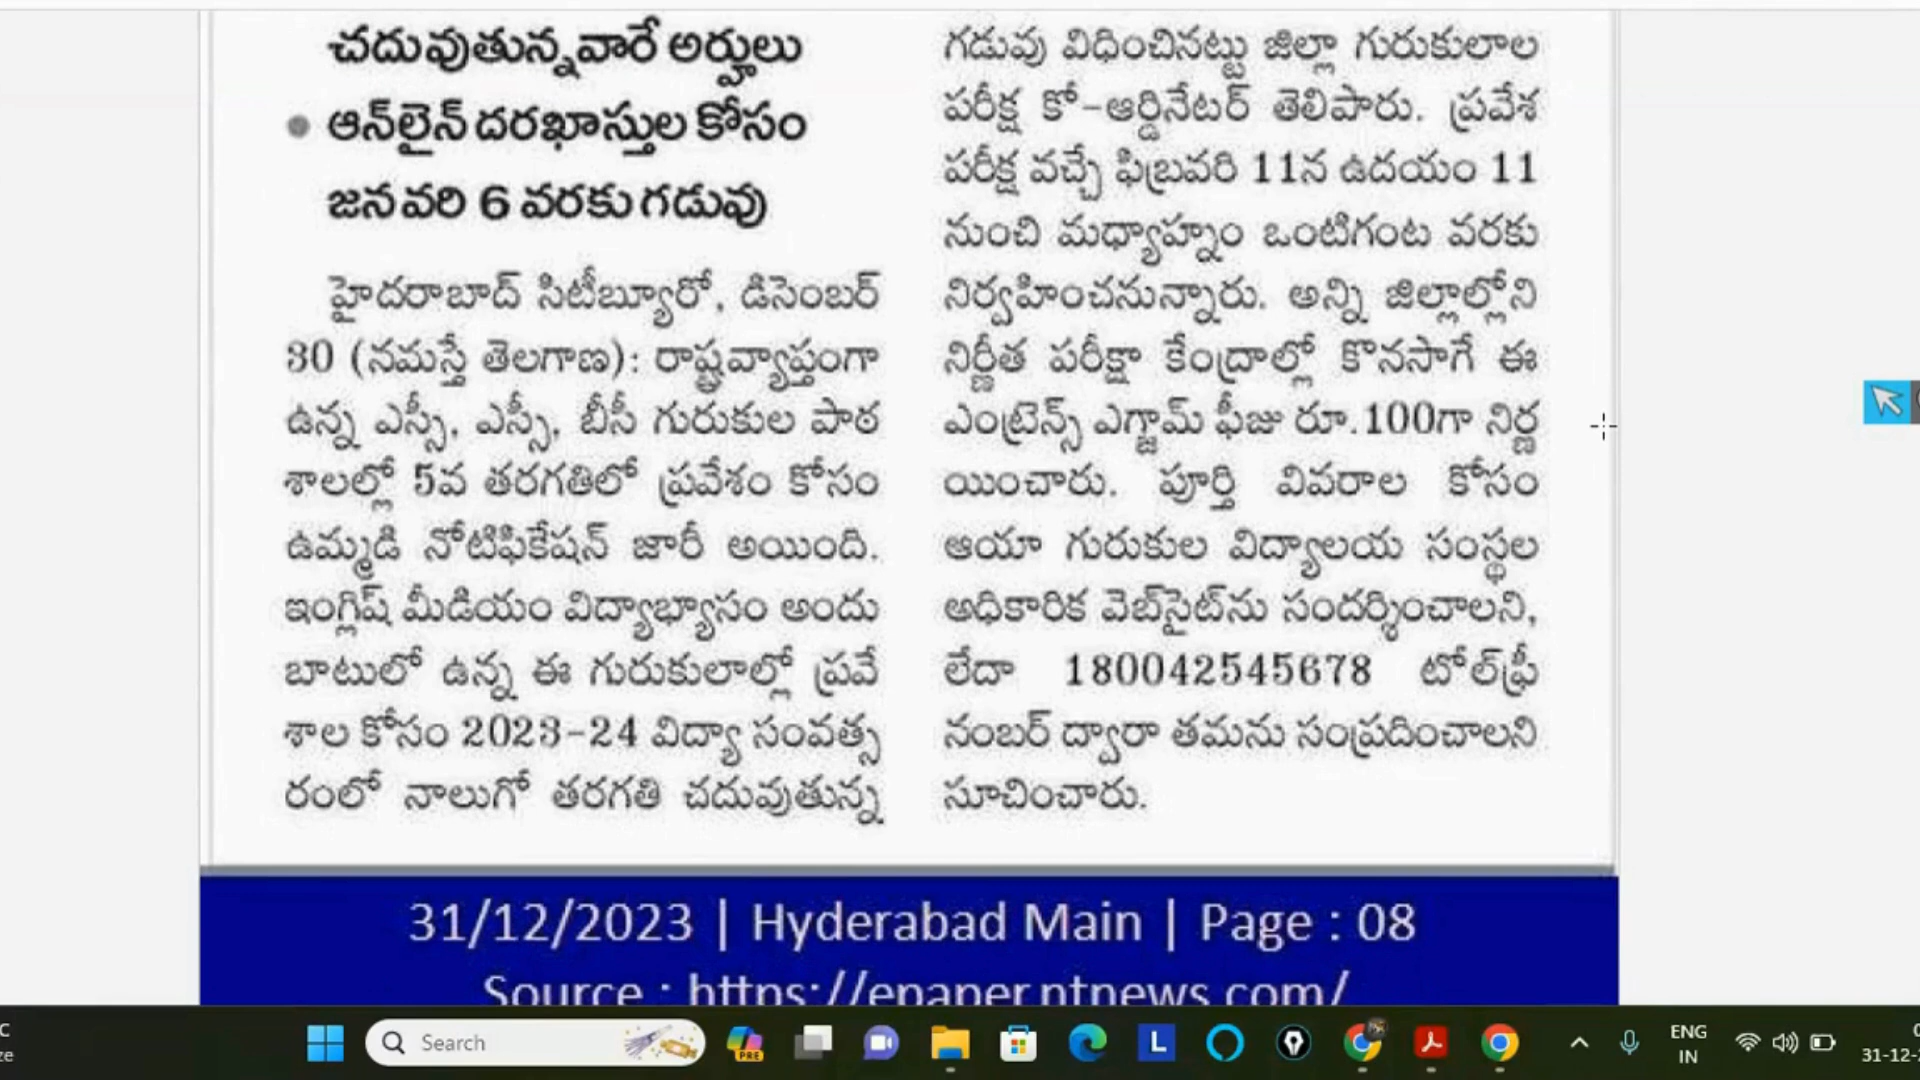 చదువుతున్నవారే అర్హులు
● ఆన్‌లైన్ దరఖాస్తుల కోసం
జనవరి 6 వరకు గడువు
హైదరాబాద్ సిటీబ్యూరో, డిసెంబర్
30 (నమస్తే తెలగాణ): రాష్ట్రవ్యాప్తంగా
ఉన్న ఎస్సీ, ఎస్సీ, బీసీ గురుకుల పాఠ
శాలల్లో 5వ తరగతిలో ప్రవేశం కోసం
ఉమ్మడి నోటిఫికేషన్ జారీ అయింది.
ఇంగ్లిష్ మీడియం విద్యాభ్యాసం అందు
బాటులో ఉన్న ఈ గురుకులాల్లో ప్రవే
శాల కోసం 2023-24 విద్యా సంవత్స
రంలో నాలుగో తరగతి చదువుతున్న
గడువు విధించినట్టు జిల్లా గురుకులాల
పరీక్ష కో-ఆర్డినేటర్ తెలిపారు. ప్రవేశ
పరీక్ష వచ్చే ఫిబ్రవరి 11న ఉదయం 11
నుంచి మధ్యాహ్నం ఒంటిగంట వరకు
నిర్వహించనున్నారు. అన్ని జిల్లాల్లోని
నిర్ణీత పరీక్షా కేంద్రాల్లో కొనసాగే ఈ
ఎంట్రెన్స్ ఎగ్జామ్ ఫీజు రూ.100గా నిర్ణ
యించారు. పూర్తి వివరాల కోసం
ఆయా గురుకుల విద్యాలయ సంస్థల
అధికారిక వెబ్‌సైట్‌ను సందర్శించాలని,
లేదా 180042545678 టోల్‌ఫ్రీ
నంబర్ ద్వారా తమను సంప్రదించాలని
సూచించారు.
31/12/2023 | Hyderabad Main | Page : 08
Source : https://epaper.ntnews.com/
Search
PRE
L
ENG
IN